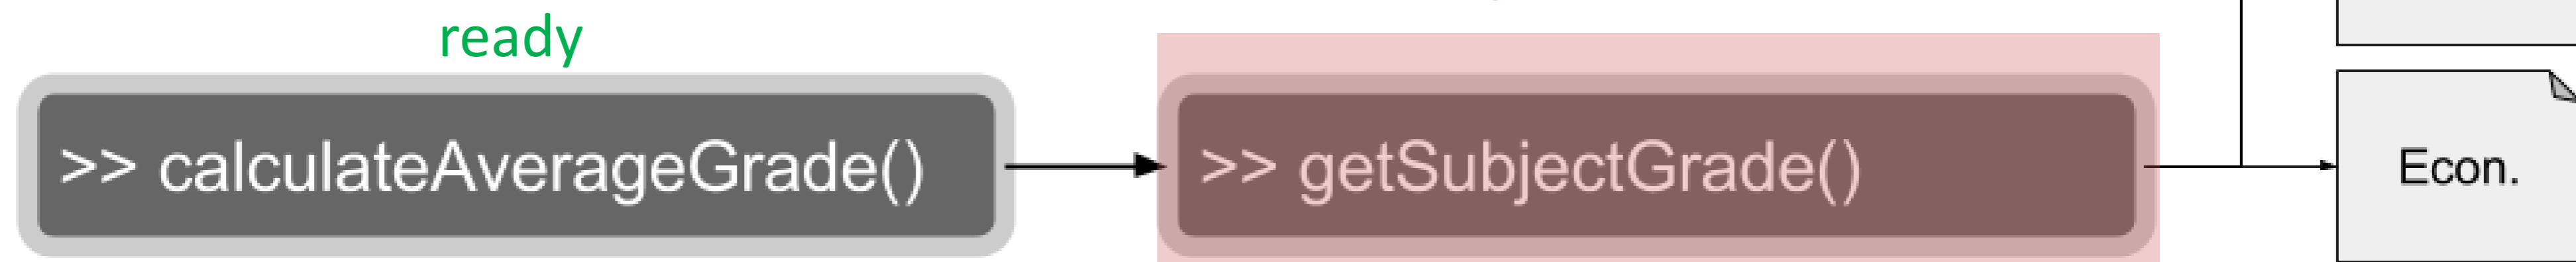 ready
>> calculateAverageGrade()
>> getSubjectGrade()
Econ.